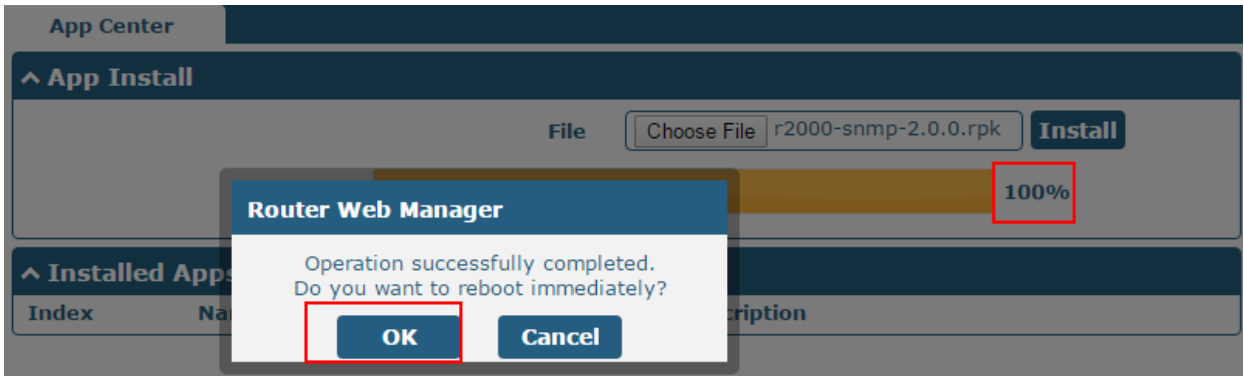 App Center
App Install
File Choose File r2000-snmp-2.0.0.rpk Install
100%
Router Web Manager
Operation successfully completed.
Do you want to reboot immediately?
OK Cancel
Installed Apps
Index